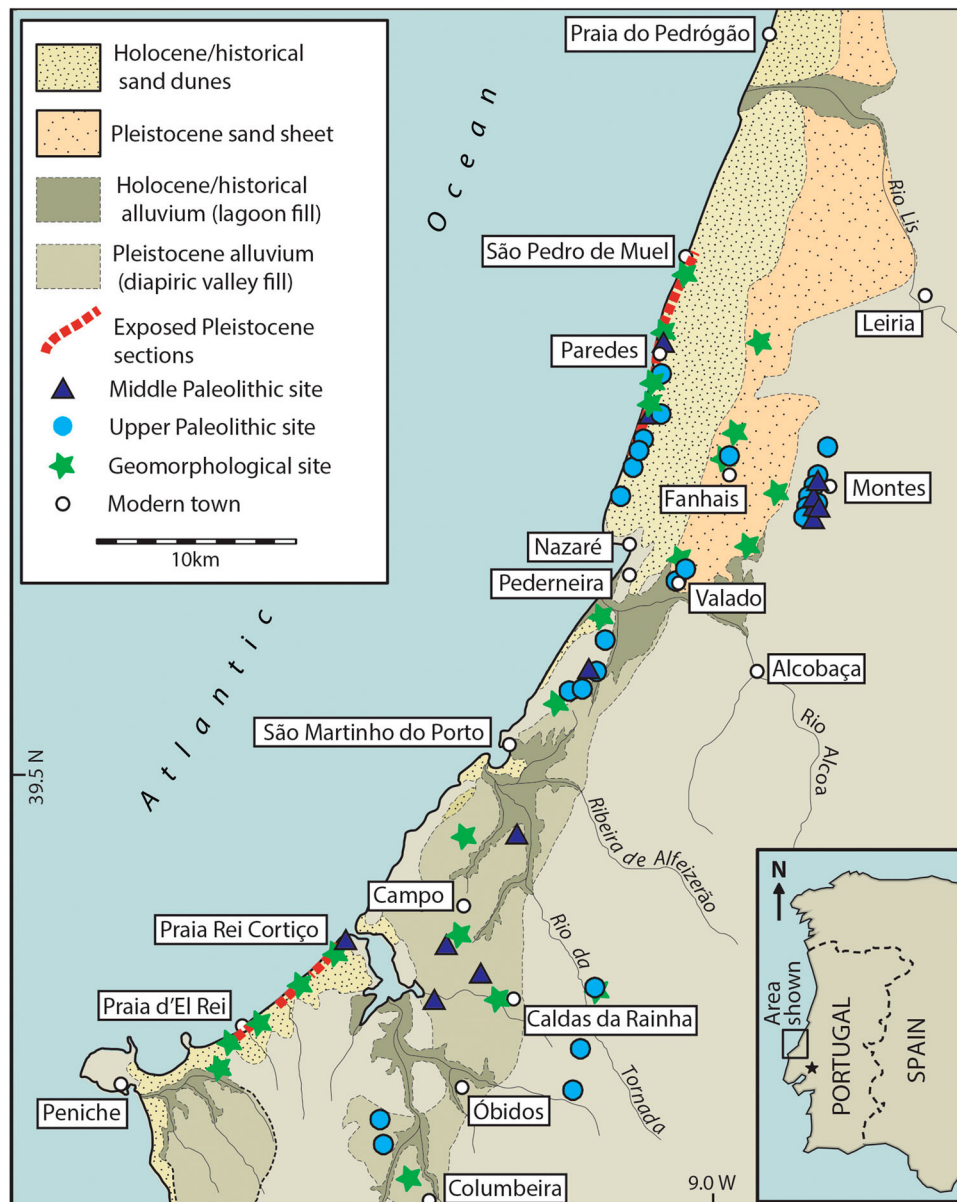 Holocene/historical
sand dunes
Pleistocene sand sheet
Holocene/historical
alluvium (lagoon fill)
Pleistocene alluvium
(diapiric valley fill)
Exposed Pleistocene
sections
Middle Paleolithic site
Upper Paleolithic site
Geomorphological site
Modern town
10km
Atlantic
Ocean
Praia do Pedrógão
Rio Lis
São Pedro de Muel
Leiria
Paredes
Fanhais
Montes
Nazaré
Pederneira
Valado
Alcobaça
São Martinho do Porto
Rio
Alcoa
39.5 N
Ribeira de Alfeizerão
Campo
Praia Rei Cortiço
Rio da
Tornada
Praia d'El Rei
Caldas da Rainha
Peniche
Óbidos
Columbeira
9.0 W
N
Area
shown
PORTUGAL
SPAIN